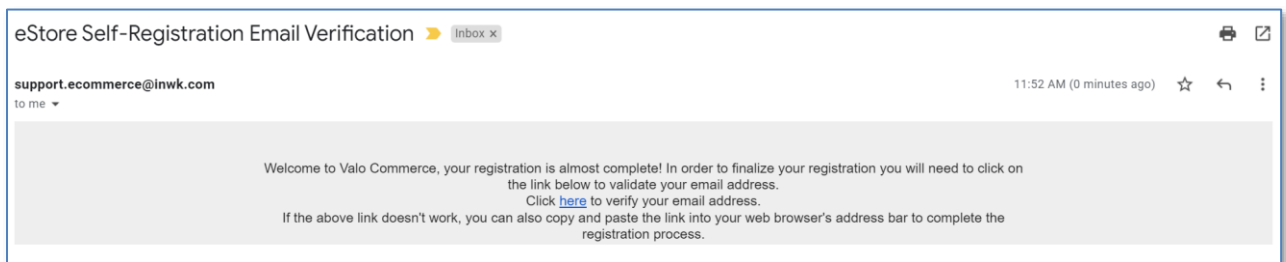 eStore Self-Registration Email Verification Inbox x
support.ecommerce@inwk.com 11:52 AM (0 minutes ago)
to me
Welcome to Valo Commerce, your registration is almost complete! In order to finalize your registration you will need to click on
the link below to validate your email address.
Click here to verify your email address.
If the above link doesn't work, you can also copy and paste the link into your web browser's address bar to complete the
registration process.